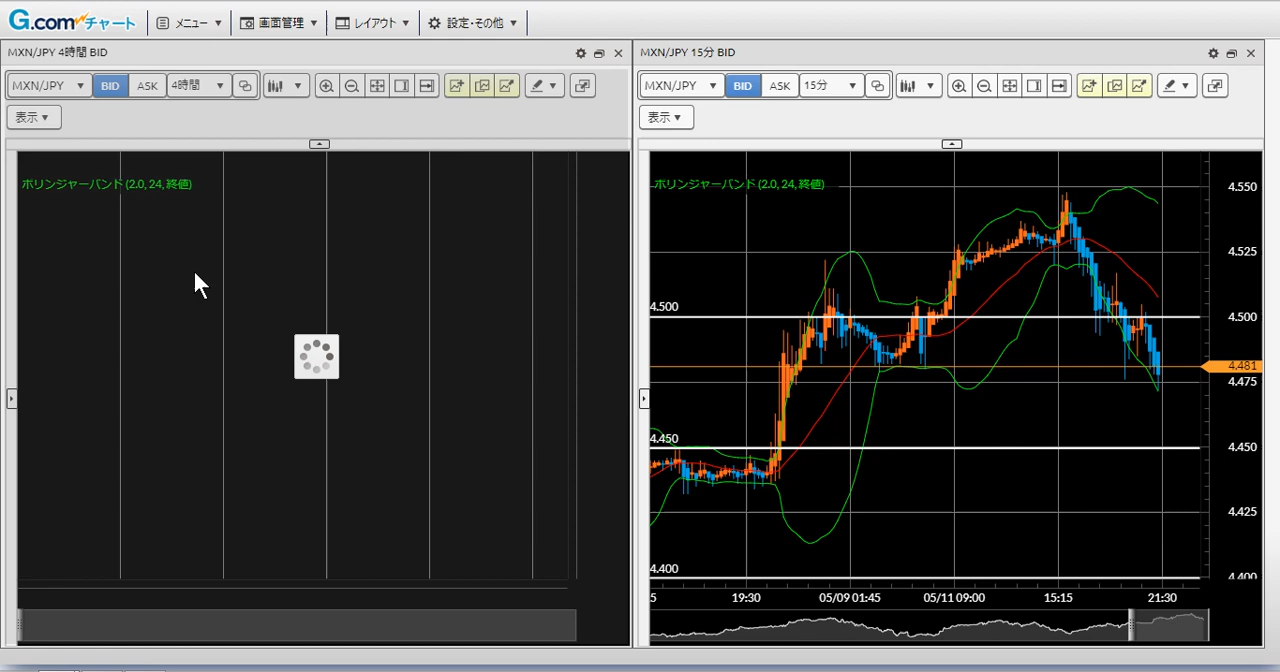 G.comチャート メニュー ▼ 画面管理 ▼ レイアウト ▼ 設定・その他 ▼
MXN/JPY 4時間 BID
MXN/JPY ▼ BID ASK 4時間 ▼
表示 ▼
ボリンジャーバンド (2.0, 24, 終値)
MXN/JPY 15分 BID
MXN/JPY ▼ BID ASK 15分 ▼
表示 ▼
ボリンジャーバンド (2.0, 24, 終値)
4.550
4.525
4.500
4.500
4.481
4.475
4.450
4.450
4.425
4.400
4.400
5 19:30 05/09 01:45 05/11 09:00 15:15 21:30